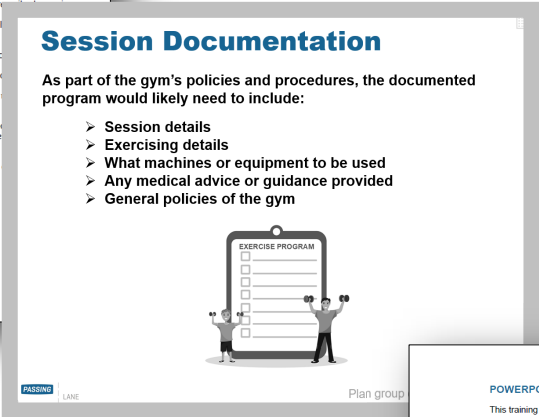 Session Documentation
As part of the gym's policies and procedures, the documented
program would likely need to include:
➢ Session details
➢ Exercising details
➢ What machines or equipment to be used
➢ Any medical advice or guidance provided
➢ General policies of the gym
EXERCISE PROGRAM
PASSING
LANE
Plan group
POWERPO
This training